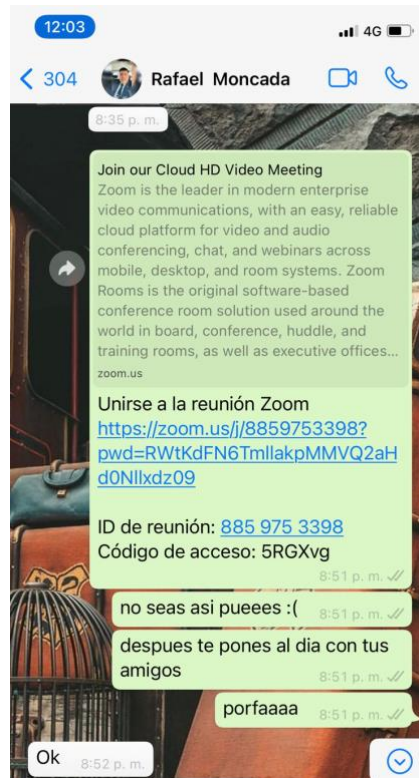 12:03
4G
304
Rafael Moncada
8:35 p. m.
Join our Cloud HD Video Meeting
Zoom is the leader in modern enterprise
video communications, with an easy, reliable
cloud platform for video and audio
conferencing, chat, and webinars across
mobile, desktop, and room systems. Zoom
Rooms is the original software-based
conference room solution used around the
world in board, conference, huddle, and
training rooms, as well as executive offices...
zoom.us
Unirse a la reunión Zoom
https://zoom.us/j/8859753398?
pwd=RWtKdFN6TmllakpMMVQ2aH
d0Nllxdz09
ID de reunión: 885 975 3398
Código de acceso: 5RGXvg
8:51 p. m.
no seas asi pueees :(
8:51 p. m.
despues te pones al dia con tus
amigos
8:51 p. m.
porfaaaa
8:51 p. m.
Ok
8:52 p. m.